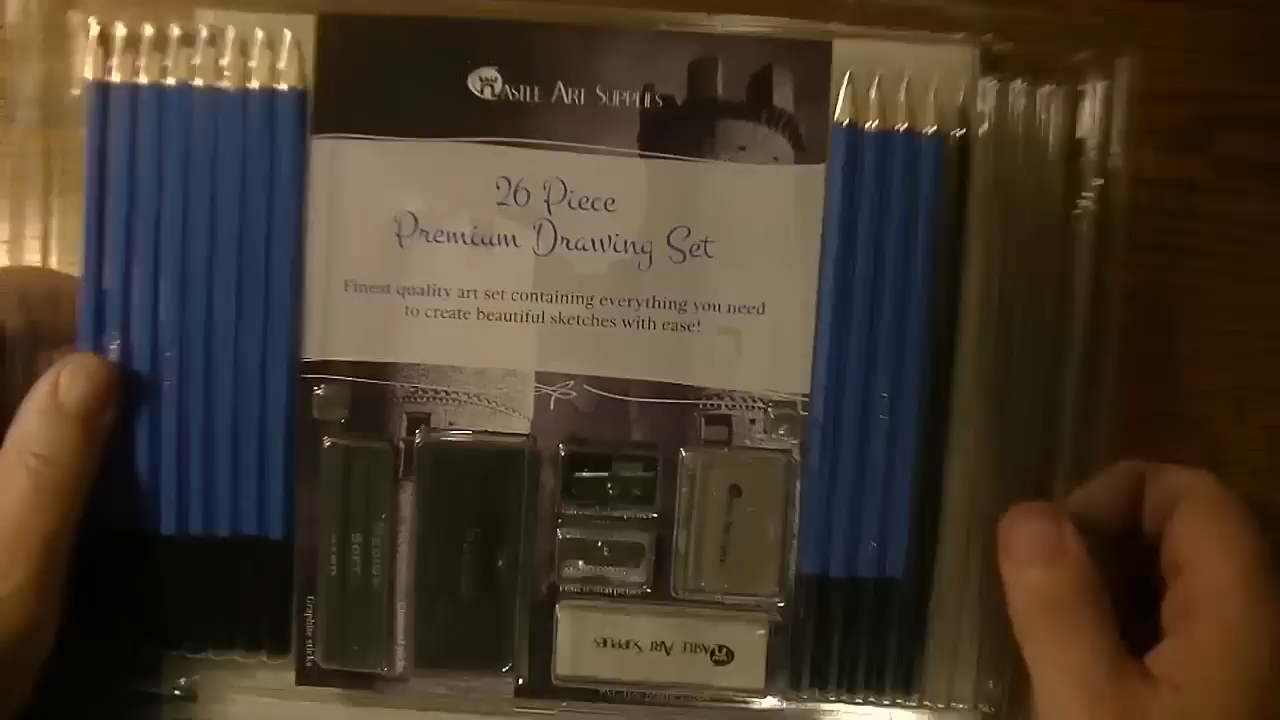 CASTLE ART SUPPLIES
26 Piece
Premium Drawing Set
Finest quality art set containing everything you need
to create beautiful sketches with ease!
MEDIUM
SOFT
Graphite sticks
CASTLE ART SUPPLIES